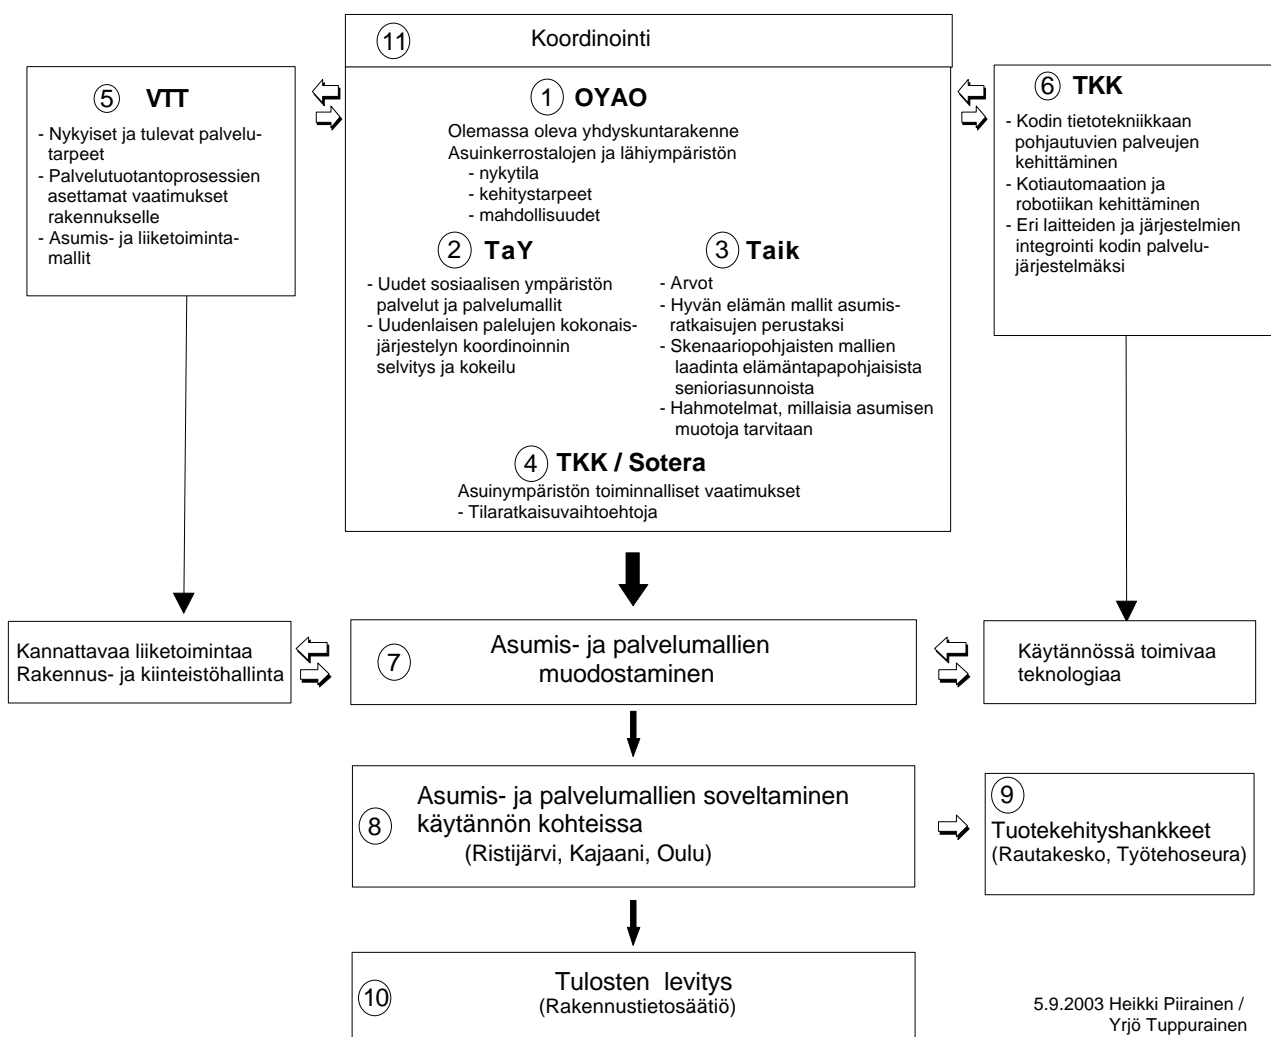 11 Koordinointi
5 VTT
- Nykyiset ja tulevat palvelu-
tarpeet
- Palvelutuotantoprosessien
asettamat vaatimukset
rakennukselle
- Asumis- ja liiketoiminta-
mallit
1 OYAO
Olemassa oleva yhdyskuntarakenne
Asuinkerrostalojen ja lähiympäristön
- nykytila
- kehitystarpeet
- mahdollisuudet
2 TaY
- Uudet sosiaalisen ympäristön
palvelut ja palvelumallit
- Uudenlaisen palelujen kokonais-
järjestelyn koordinoinnin
selvitys ja kokeilu
3 Taik
- Arvot
- Hyvän elämän mallit asumis-
ratkaisujen perustaksi
- Skenaariopohjaisten mallien
laadinta elämäntapapohjaisista
senioriasunnoista
- Hahmotelmat, millaisia asumisen
muotoja tarvitaan
4 TKK / Sotera
Asuinympäristön toiminnalliset vaatimukset
- Tilaratkaisuvaihtoehtoja
6 TKK
- Kodin tietotekniikkaan
pohjautuvien palveujen
kehittäminen
- Kotiautomaation ja
robotiikan kehittäminen
- Eri laitteiden ja järjestelmien
integrointi kodin palvelu-
järjestelmäksi
Kannattavaa liiketoimintaa
Rakennus- ja kiinteistöhallinta
7 Asumis- ja palvelumallien
muodostaminen
Käytännössä toimivaa
teknologiaa
8 Asumis- ja palvelumallien soveltaminen
käytännön kohteissa
(Ristijärvi, Kajaani, Oulu)
9
Tuotekehityshankkeet
(Rautakesko, Työtehoseura)
10 Tulosten levitys
(Rakennustietosäätiö)
5.9.2003 Heikki Piirainen /
Yrjö Tuppurainen